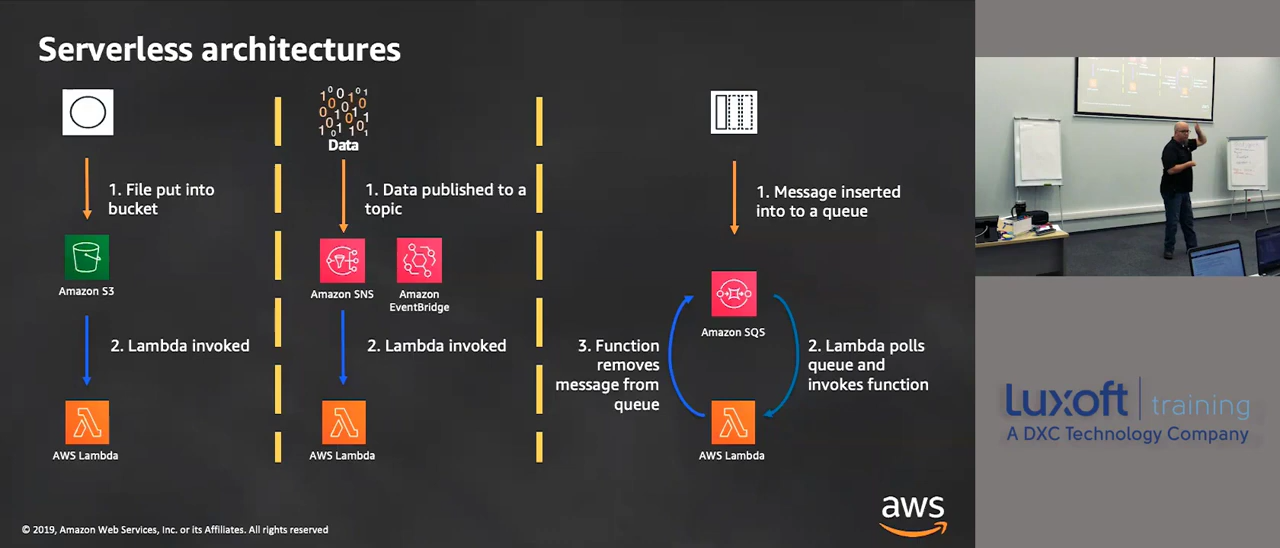 Serverless architectures
1. File put into
bucket
Amazon S3
2. Lambda invoked
AWS Lambda
Data
1. Data published to a
topic
Amazon SNS
Amazon
EventBridge
2. Lambda invoked
AWS Lambda
1. Message inserted
into to a queue
Amazon SQS
3. Function
removes
message from
queue
2. Lambda polls
queue and
invokes function
AWS Lambda
© 2019, Amazon Web Services, Inc. or its Affiliates. All rights reserved
aws
Luxoft training
A DXC Technology Company